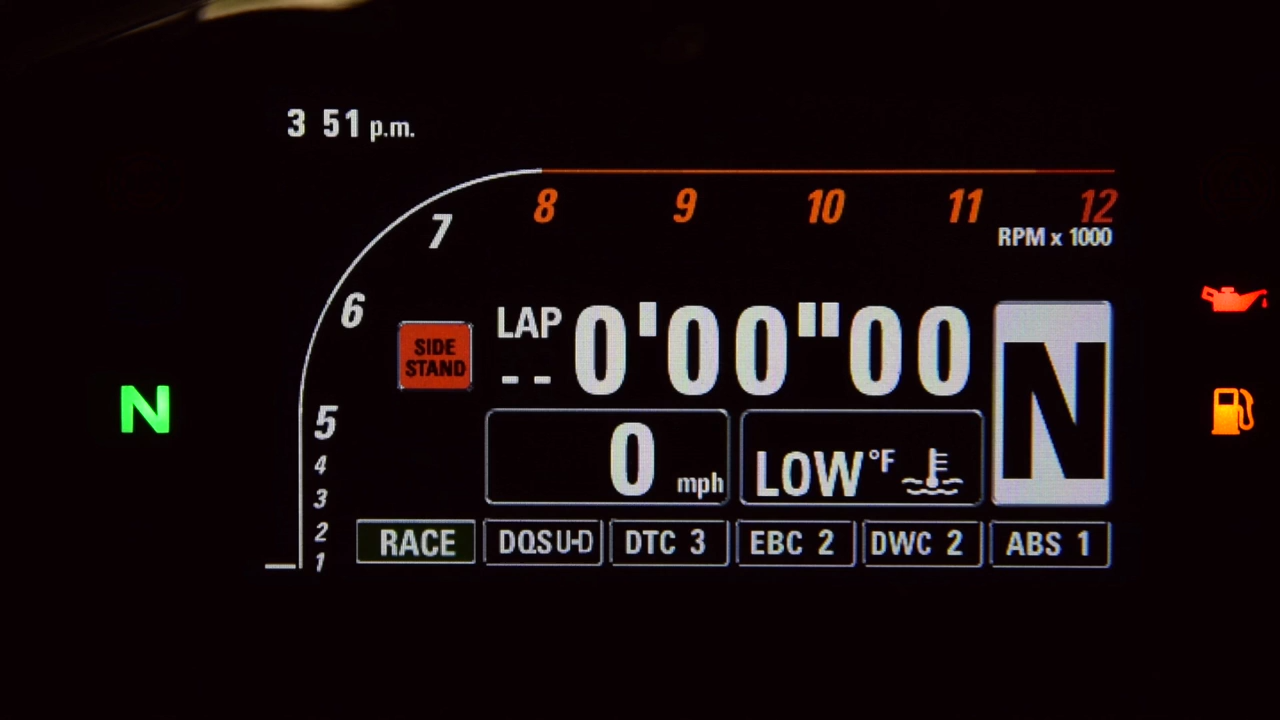 3 51 p.m.
8 9 10 11 12
RPM x 1000
7
6
5
4
3
2
1
SIDE
STAND
LAP
-- 0'00"00
N
N
0 mph
LOW °F
RACE DQS U-D DTC 3 EBC 2 DWC 2 ABS 1